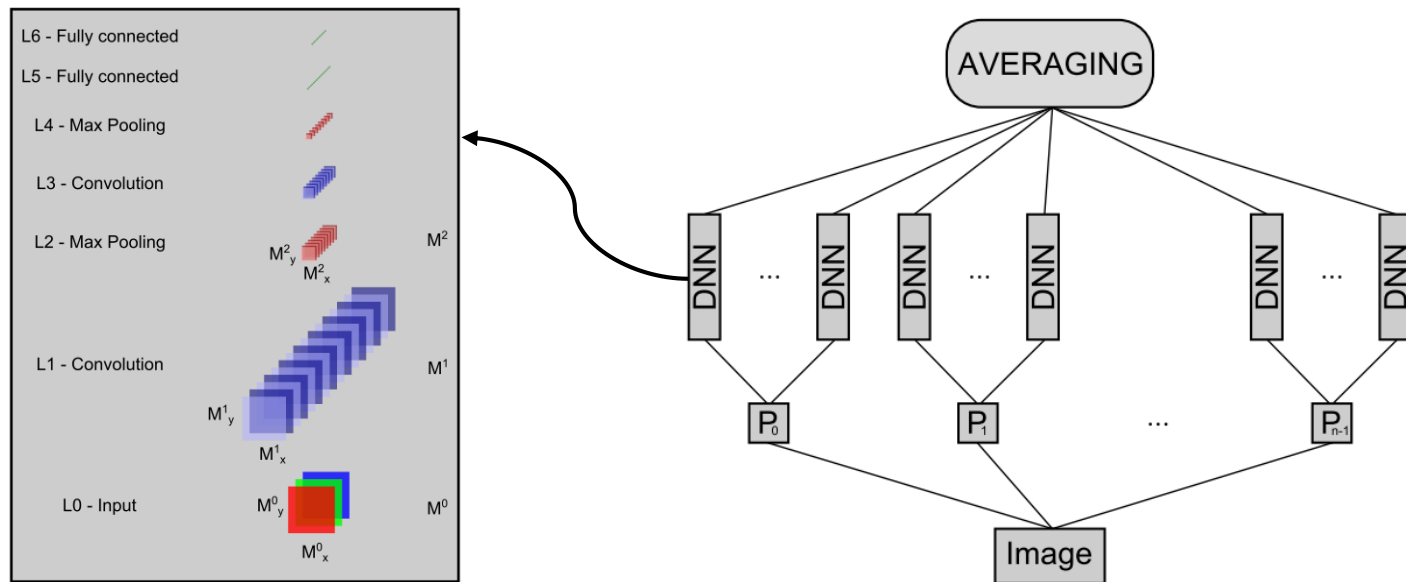 L6 - Fully connected
L5 - Fully connected
L4 - Max Pooling
L3 - Convolution
L2 - Max Pooling
M²y
M²x
M²
L1 - Convolution
M¹y
M¹x
M¹
L0 - Input
M⁰y
M⁰x
M⁰
AVERAGING
DNN ... DNN DNN ... DNN DNN ... DNN
P0 P1 ... Pn-1
Image